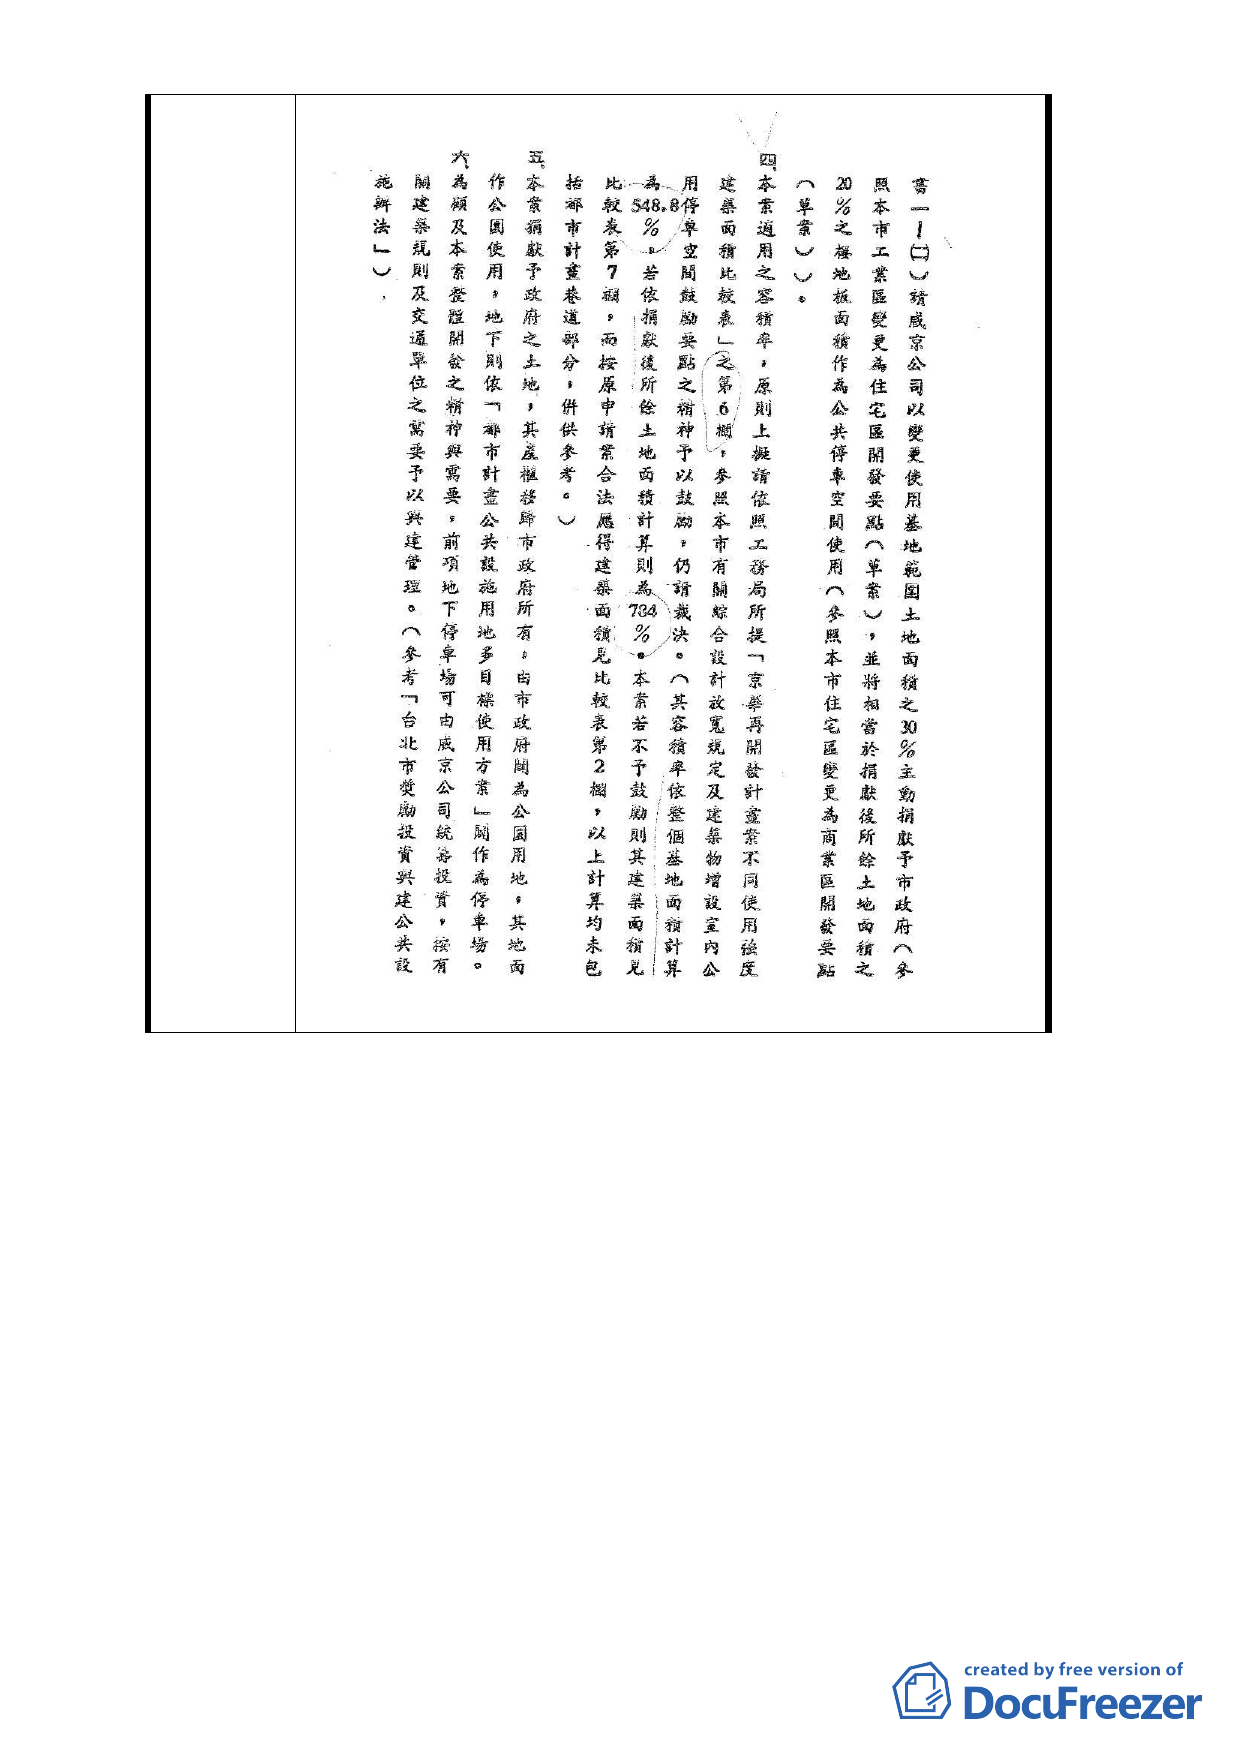 書一1㈡)請威京公司以變更使用基地範圍土地面積之30%主動捐獻予市政府(參
照本市工業區變更為住宅區開發要點(草案),並將相當於捐獻後所餘土地面積之
20%之樓地板面積作為公共停車空間使用(參照本市住宅區變更為商業區開發要點
(草案))。
四、本案適用之容積率,原則上擬請依照工務局所提「京華再開發計畫案不同使用強度
建築面積比較表」之第6欄,參照本市有關綜合設計放寬規定及建築物增設室內公
用停車空間鼓勵要點之精神予以鼓勵,仍請裁決。(其容積率依整個基地面積計算
為548.8%。若依捐獻後所餘土地面積計算則為784%。本案若不予鼓勵則其建築面積見
比較表第7欄,而按原申請案合法應得建築面積見比較表第2欄,以上計算均未包
括都市計畫巷道部分,併供參考。)
五、本案捐獻予政府之土地,其產權移歸市政府所有,由市政府闢為公園用地,其地面
作公園使用,地下則依「都市計畫公共設施用地多目標使用方案」闢作為停車場。
六、為顧及本案整體開發之精神與需要,前項地下停車場可由威京公司統籌投資,按有
關建築規則及交通單位之需要予以興建管理。(參考「台北市獎勵投資興建公共設
施辦法」)
created by free version of
DocuFreezer